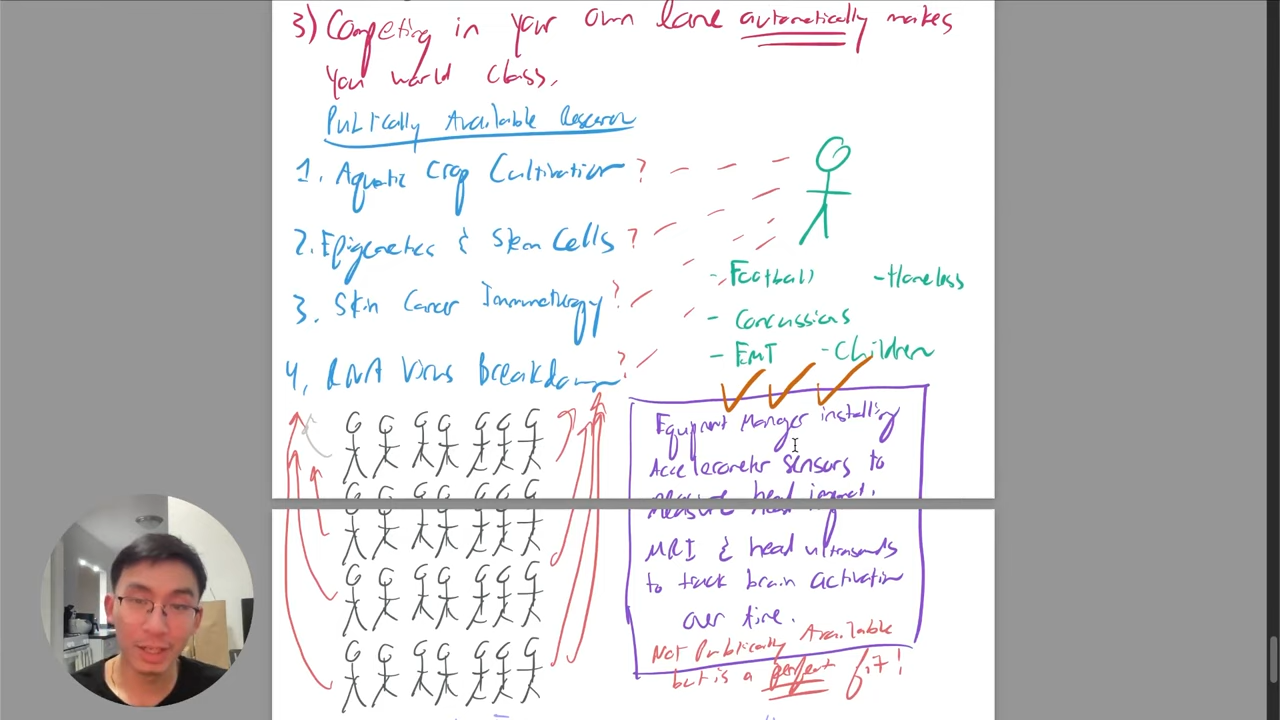 3) Competing in your own lane automatically makes
you world class.
Publically Available Research
1. Aquatic Crop Cultivation ?
2. Epigenetics & Stem Cells ?
3. Skin Cancer Immunotherapy ?
4. RNA Virus Breakdown ?
- Football
- Homeless
- Concussions
- EMT
- Children
Equipment Manager installing
Accelerometer sensors to
measure head impact.
MRI & head ultrasounds
to track brain activation
over time.
Not Publically Available
but is a perfect fit!